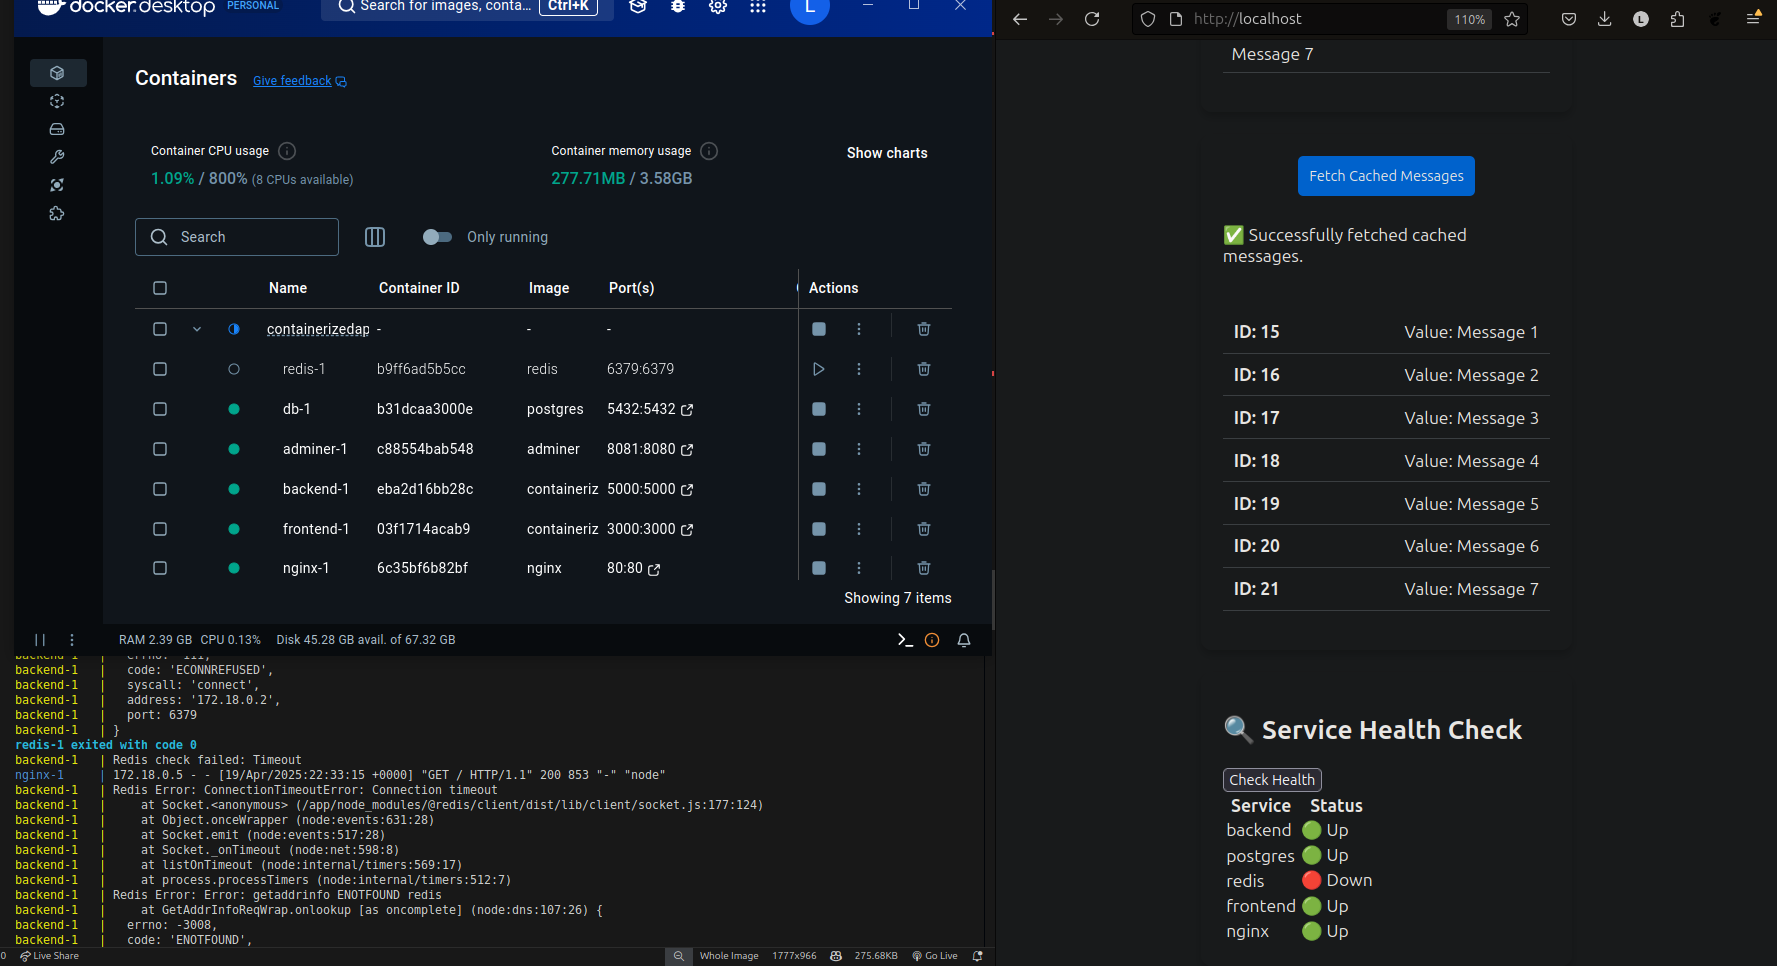 docker.desktop PERSONAL
Search for images, conta... Ctrl+K
L
Containers Give feedback
Container CPU usage
1.09% / 800% (8 CPUs available)
Container memory usage
277.71MB / 3.58GB
Show charts
Search
Only running
Name Container ID Image Port(s) Actions
containerizedap - - -
redis-1 b9ff6ad5b5cc redis 6379:6379
db-1 b31dcaa3000e postgres 5432:5432
adminer-1 c88554bab548 adminer 8081:8080
backend-1 eba2d16bb28c containeriz 5000:5000
frontend-1 03f1714acab9 containeriz 3000:3000
nginx-1 6c35bf6b82bf nginx 80:80
Showing 7 items
RAM 2.39 GB CPU 0.13% Disk 45.28 GB avail. of 67.32 GB
backend-1 | errno: -111,
backend-1 | code: 'ECONNREFUSED',
backend-1 | syscall: 'connect',
backend-1 | address: '172.18.0.2',
backend-1 | port: 6379
backend-1 | }
redis-1 exited with code 0
backend-1 | Redis check failed: Timeout
nginx-1 | 172.18.0.5 - - [19/Apr/2025:22:33:15 +0000] "GET / HTTP/1.1" 200 853 "-" "node"
backend-1 | Redis Error: ConnectionTimeoutError: Connection timeout
backend-1 | at Socket.<anonymous> (/app/node_modules/@redis/client/dist/lib/client/socket.js:177:124)
backend-1 | at Object.onceWrapper (node:events:631:28)
backend-1 | at Socket.emit (node:events:517:28)
backend-1 | at Socket._onTimeout (node:net:598:8)
backend-1 | at listOnTimeout (node:internal/timers:569:17)
backend-1 | at process.processTimers (node:internal/timers:512:7)
backend-1 | Redis Error: Error: getaddrinfo ENOTFOUND redis
backend-1 | at GetAddrInfoReqWrap.onlookup [as oncomplete] (node:dns:107:26) {
backend-1 | errno: -3008,
backend-1 | code: 'ENOTFOUND',
0 Live Share Whole Image 1777x966 275.68KB Go Live
http://localhost 110% L
Message 7
Fetch Cached Messages
✅ Successfully fetched cached
messages.
ID: 15 Value: Message 1
ID: 16 Value: Message 2
ID: 17 Value: Message 3
ID: 18 Value: Message 4
ID: 19 Value: Message 5
ID: 20 Value: Message 6
ID: 21 Value: Message 7
🔍 Service Health Check
Check Health
Service Status
backend 🟢 Up
postgres 🟢 Up
redis 🔴 Down
frontend 🟢 Up
nginx 🟢 Up